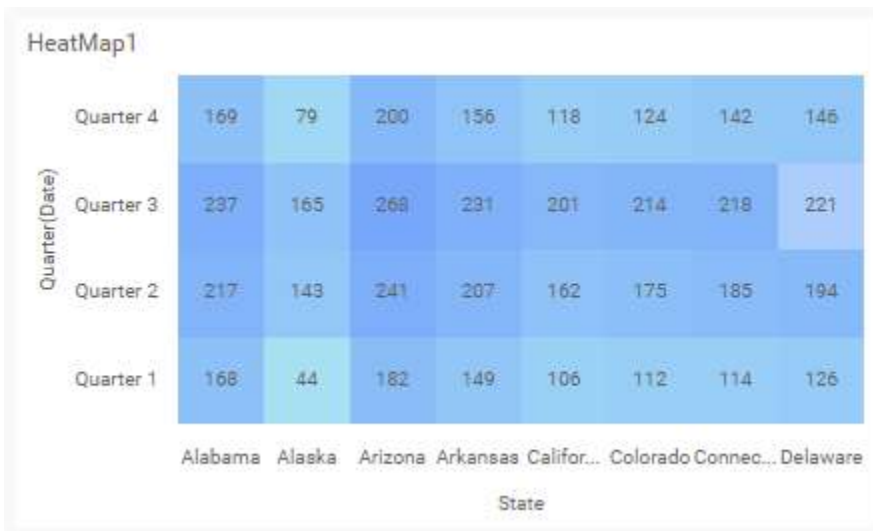 HeatMap1
Quarter 4 169 79 200 156 118 124 142 146
Quarter(Date)
Quarter 3 237 165 268 231 201 214 218 221
Quarter 2 217 143 241 207 162 175 185 194
Quarter 1 168 44 182 149 106 112 114 126
Alabama Alaska Arizona Arkansas Califor... Colorado Connec... Delaware
State